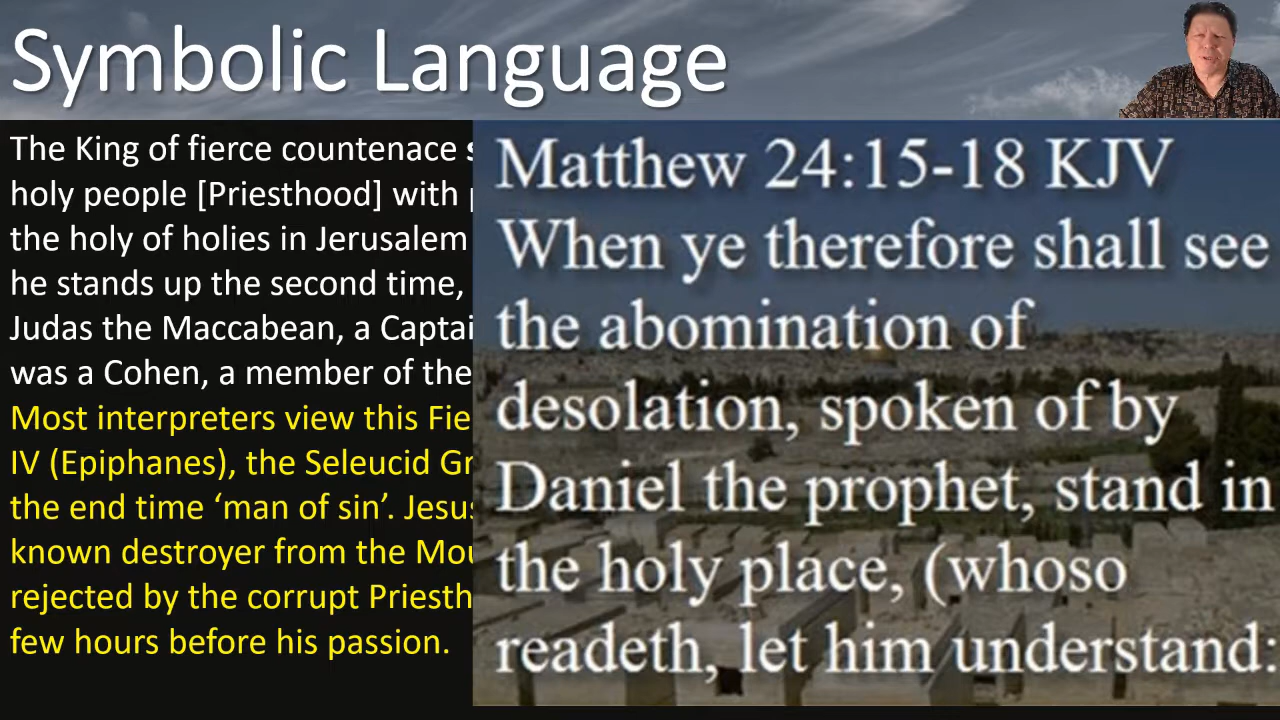 Symbolic Language
The King of fierce countenace
holy people [Priesthood] with
the holy of holies in Jerusalem
he stands up the second time,
Judas the Maccabean, a Captai
was a Cohen, a member of the
Most interpreters view this Fie
IV (Epiphanes), the Seleucid Gr
the end time ‘man of sin’. Jesus
known destroyer from the Mou
rejected by the corrupt Priesth
few hours before his passion.
Matthew 24:15-18 KJV
When ye therefore shall see
the abomination of
desolation, spoken of by
Daniel the prophet, stand in
the holy place, (whoso
readeth, let him understand: